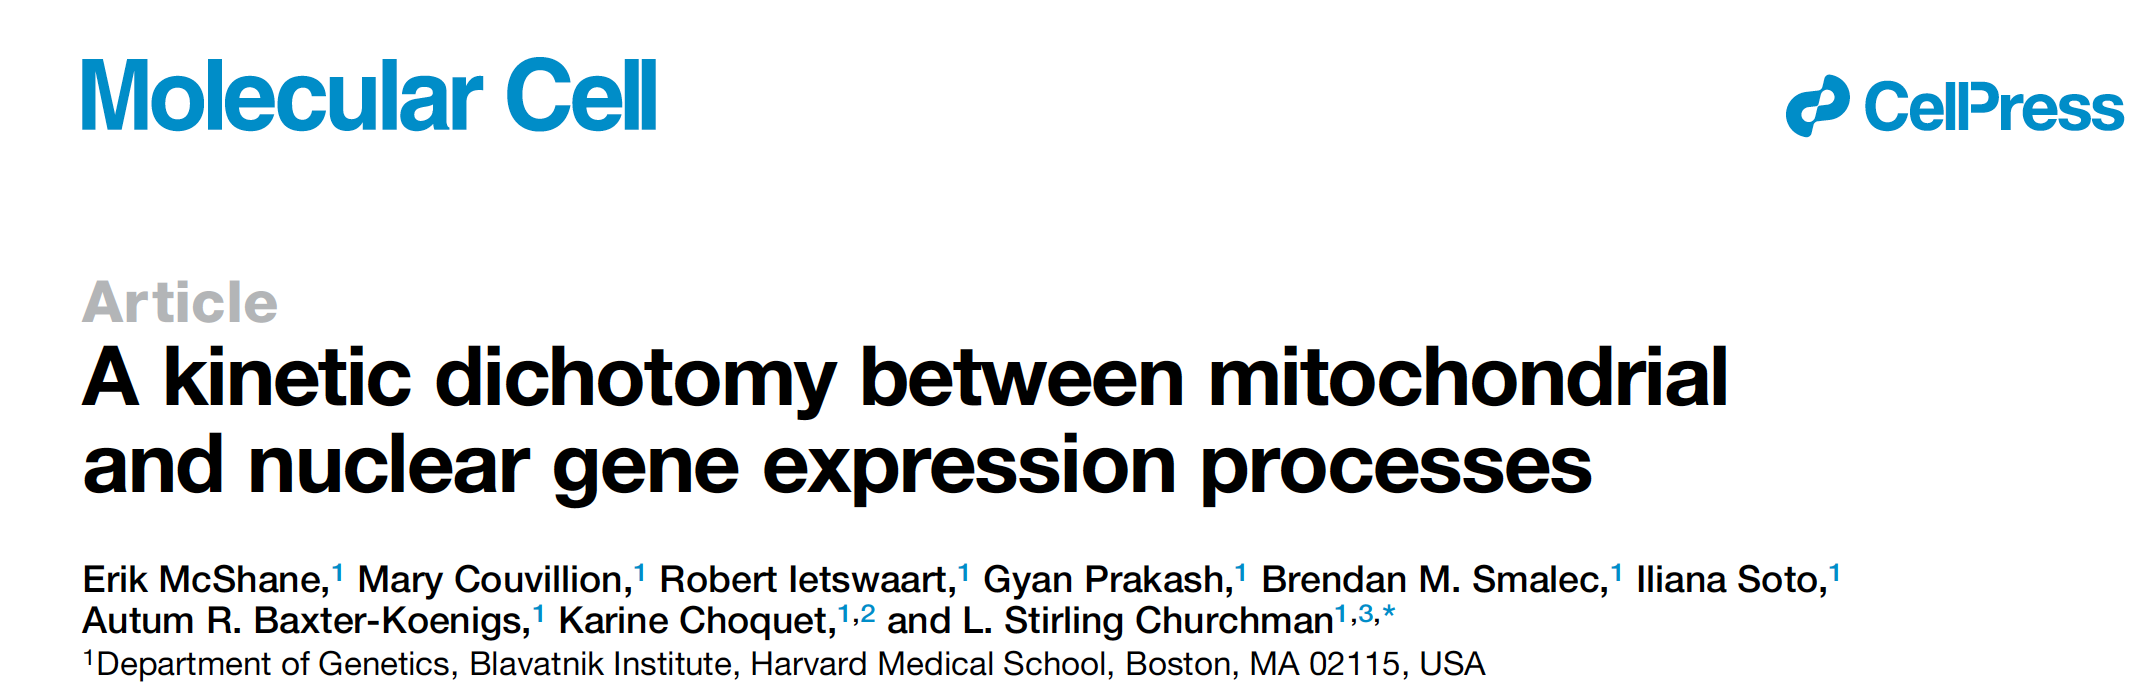 Molecular Cell
CellPress
Article
A kinetic dichotomy between mitochondrial
and nuclear gene expression processes
Erik McShane,1 Mary Couvillion,1 Robert Ietswaart,1 Gyan Prakash,1 Brendan M. Smalec,1 Iliana Soto,1
Autum R. Baxter-Koenigs,1 Karine Choquet,1,2 and L. Stirling Churchman1,3,*
1Department of Genetics, Blavatnik Institute, Harvard Medical School, Boston, MA 02115, USA